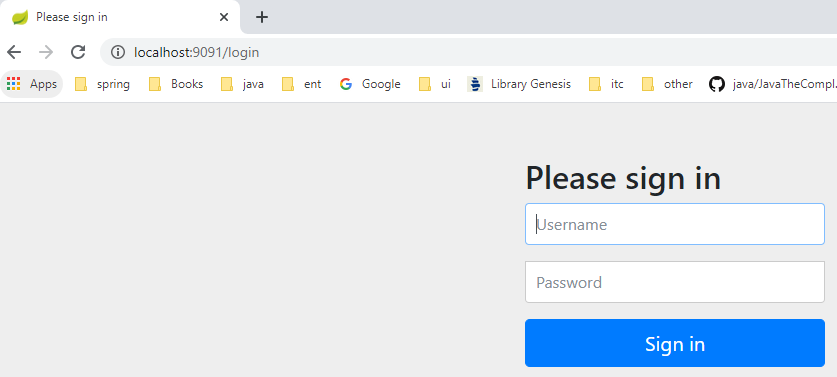 Please sign in
localhost:9091/login
Apps spring Books java ent Google ui Library Genesis itc other java/JavaTheCompl.
Please sign in
Username
Password
Sign in